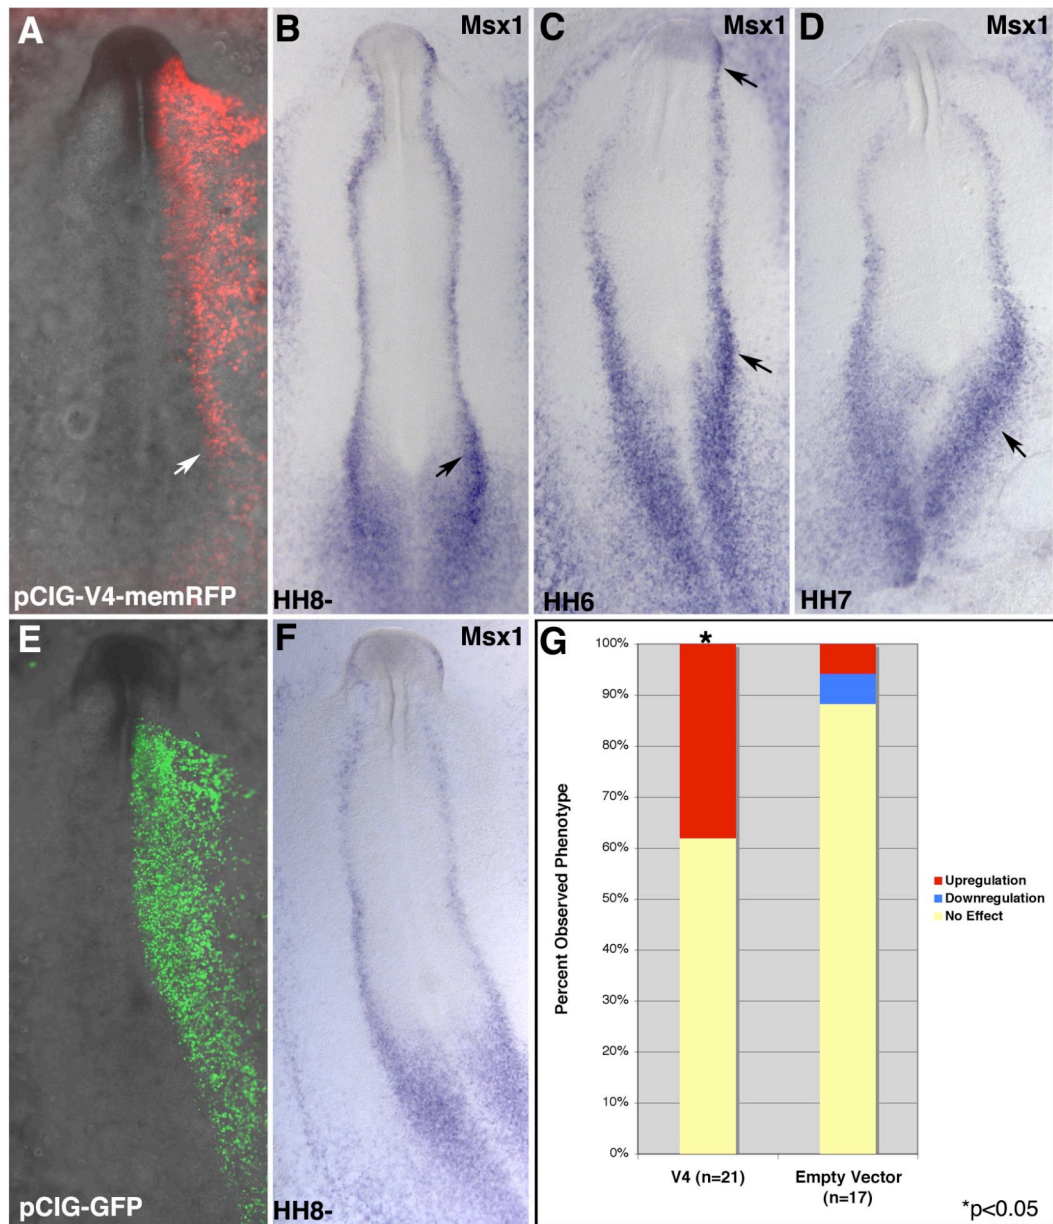 A
B
Msx1
C
Msx1
D
Msx1
pCIG-V4-memRFP
HH8-
HH6
HH7
E
F
Msx1
pCIG-GFP
HH8-
G
*
100%
90%
80%
70%
60%
50%
40%
30%
20%
10%
0%
Percent Observed Phenotype
Upregulation
Downregulation
No Effect
V4 (n=21)
Empty Vector
(n=17)
*p<0.05